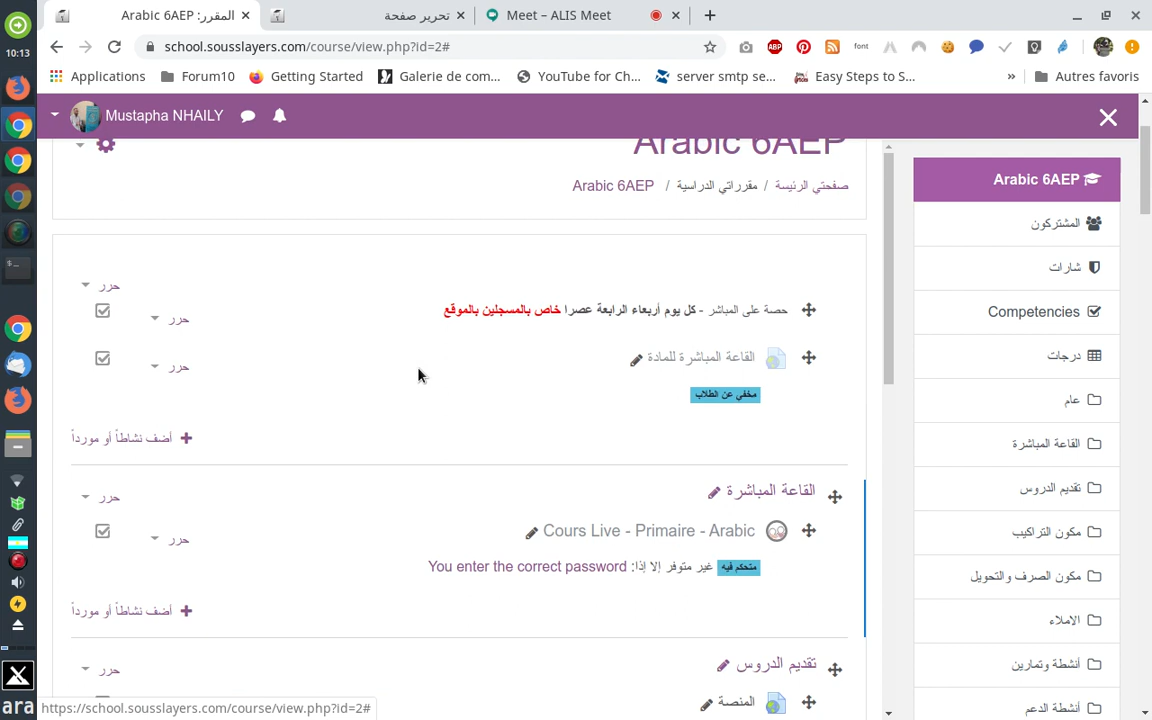 المقرر: Arabic 6AEP
تحرير صفحة
Meet – ALIS Meet
10:13
school.sousslayers.com/course/view.php?id=2#
ABP
font
Applications
Forum10
Getting Started
Galerie de com...
YouTube for Ch...
server smtp se...
Easy Steps to S...
»
Autres favoris
Mustapha NHAILY
Arabic 6AEP
صفحتي الرئيسة / مقرراتي الدراسية / Arabic 6AEP
حرر
حصة على المباشر - كل يوم أربعاء الرابعة عصرا خاص بالمسجلين بالموقع
حرر
القاعة المباشرة للمادة
حرر
مخفي عن الطلاب
أضف نشاطاً أو مورداً
القاعة المباشرة
حرر
Cours Live - Primaire - Arabic
حرر
متحكم فيه غير متوفر إلا إذا: You enter the correct password
أضف نشاطاً أو مورداً
تقديم الدروس
حرر
المنصة
Arabic 6AEP
المشتركون
شارات
Competencies
درجات
عام
القاعة المباشرة
تقديم الدروس
مكون التراكيب
مكون الصرف والتحويل
الاملاء
أنشطة وتمارين
أنشطة الدعم
ara
https://school.sousslayers.com/course/view.php?id=2#